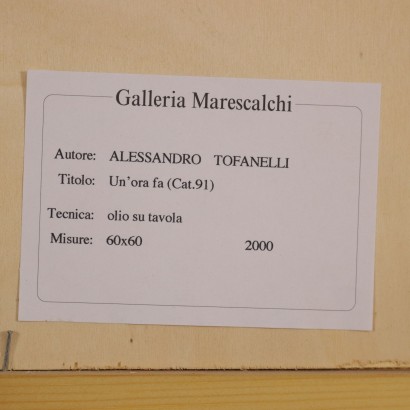 Galleria Marescalchi
Autore: ALESSANDRO TOFANELLI
Titolo: Un'ora fa (Cat.91)
Tecnica: olio su tavola
Misure: 60x60 2000